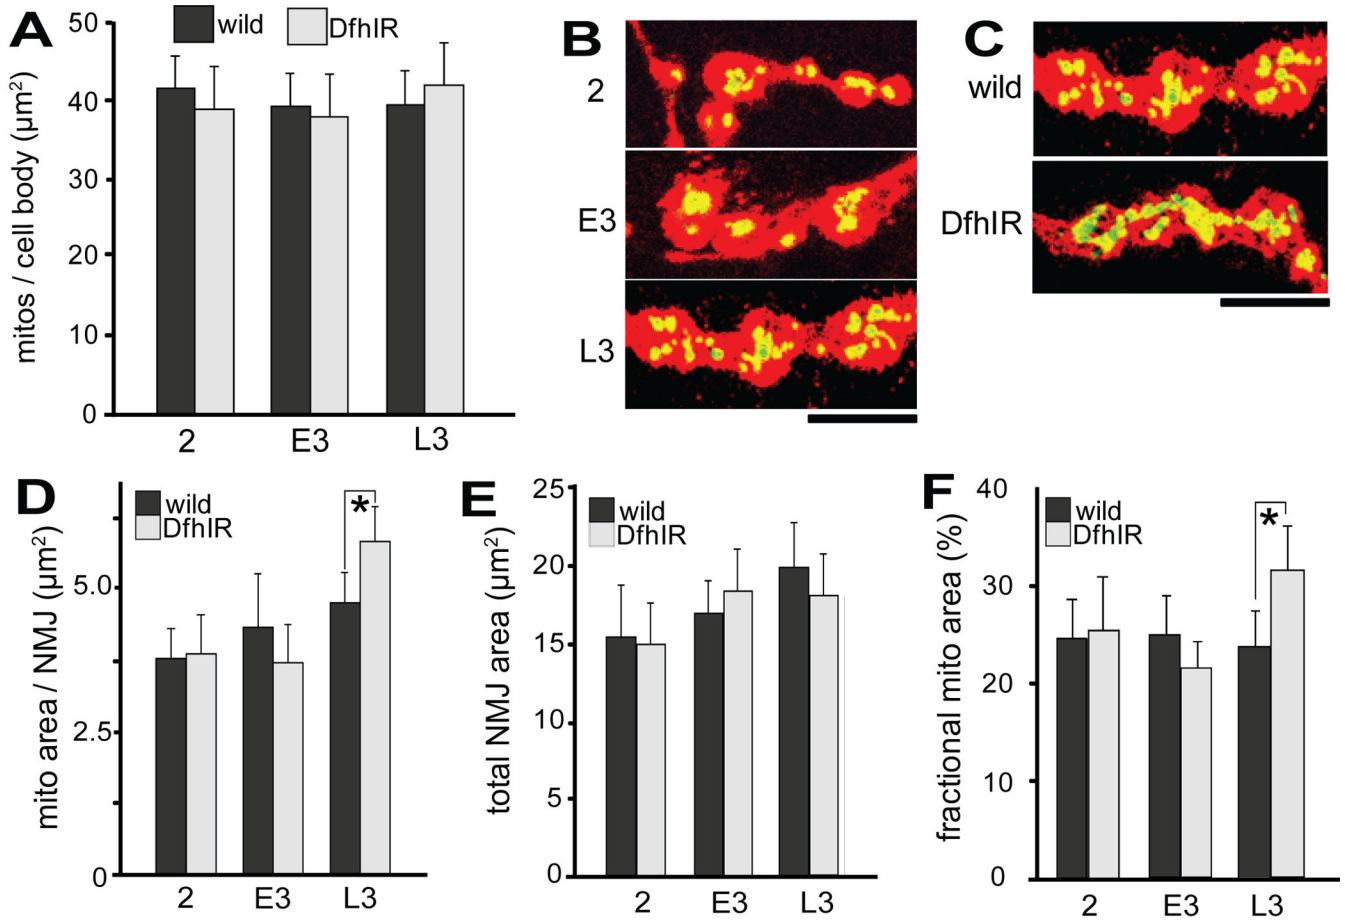 A
mitos / cell body (µm²)
50
40
30
20
10
0
wild
DfhIR
2
E3
L3
B
2
E3
L3
C
wild
DfhIR
D
mito area / NMJ (µm²)
5.0
2.5
0
wild
DfhIR
*
2
E3
L3
E
total NMJ area (µm²)
25
20
15
10
5
0
wild
DfhIR
2
E3
L3
F
fractional mito area (%)
40
30
20
10
0
wild
DfhIR
*
2
E3
L3